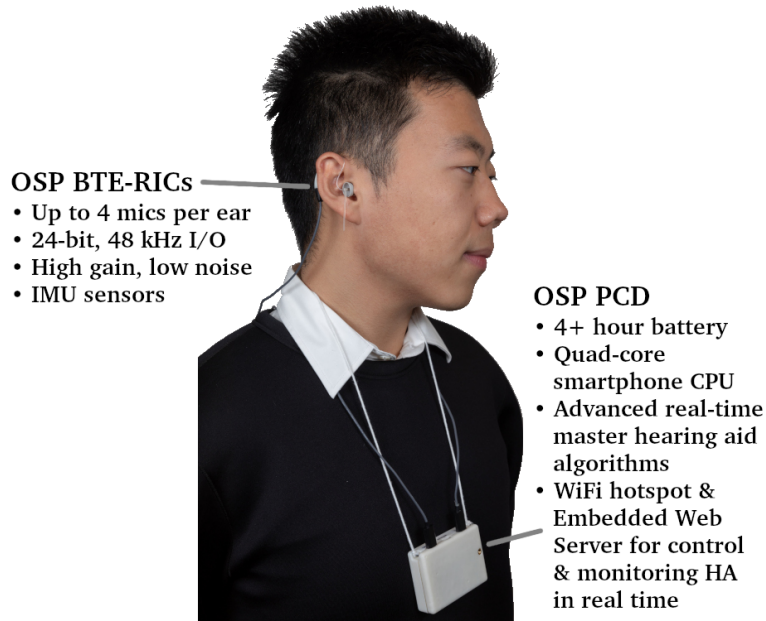 OSP BTE-RICs
• Up to 4 mics per ear
• 24-bit, 48 kHz I/O
• High gain, low noise
• IMU sensors
OSP PCD
• 4+ hour battery
• Quad-core
smartphone CPU
• Advanced real-time
master hearing aid
algorithms
• WiFi hotspot &
Embedded Web
Server for control
& monitoring HA
in real time